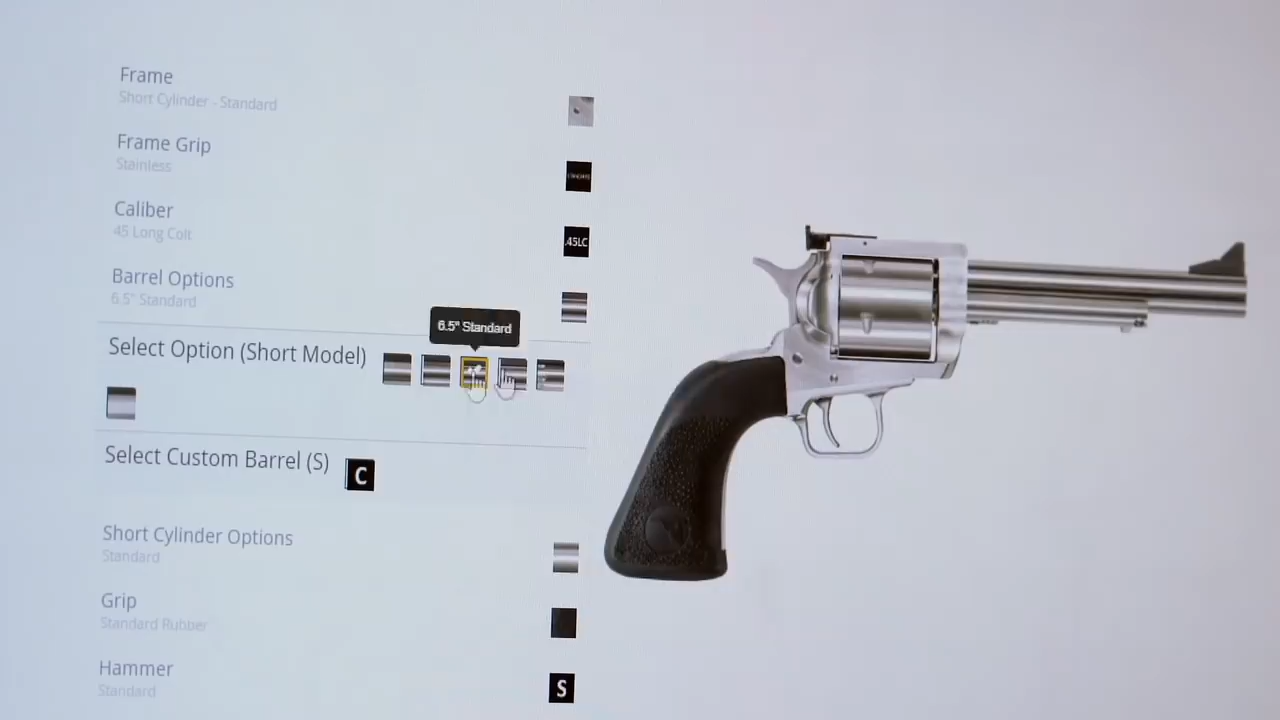 Frame
Short Cylinder - Standard
Frame Grip
Stainless
Caliber
45 Long Colt
.45LC
Barrel Options
6.5" Standard
6.5" Standard
Select Option (Short Model)
Select Custom Barrel (S)
C
Short Cylinder Options
Standard
Grip
Standard Rubber
Hammer
Standard
S